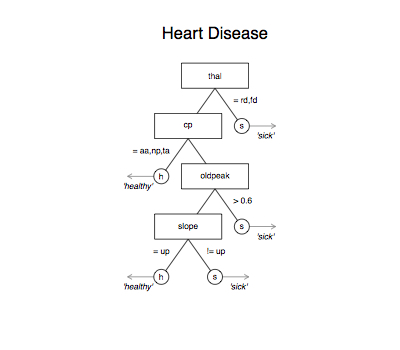 Heart Disease
thal
= rd,fd
cp
s
'sick'
= aa,np,ta
h
'healthy'
oldpeak
> 0.6
slope
s
'sick'
= up
!= up
h
s
'healthy'
'sick'